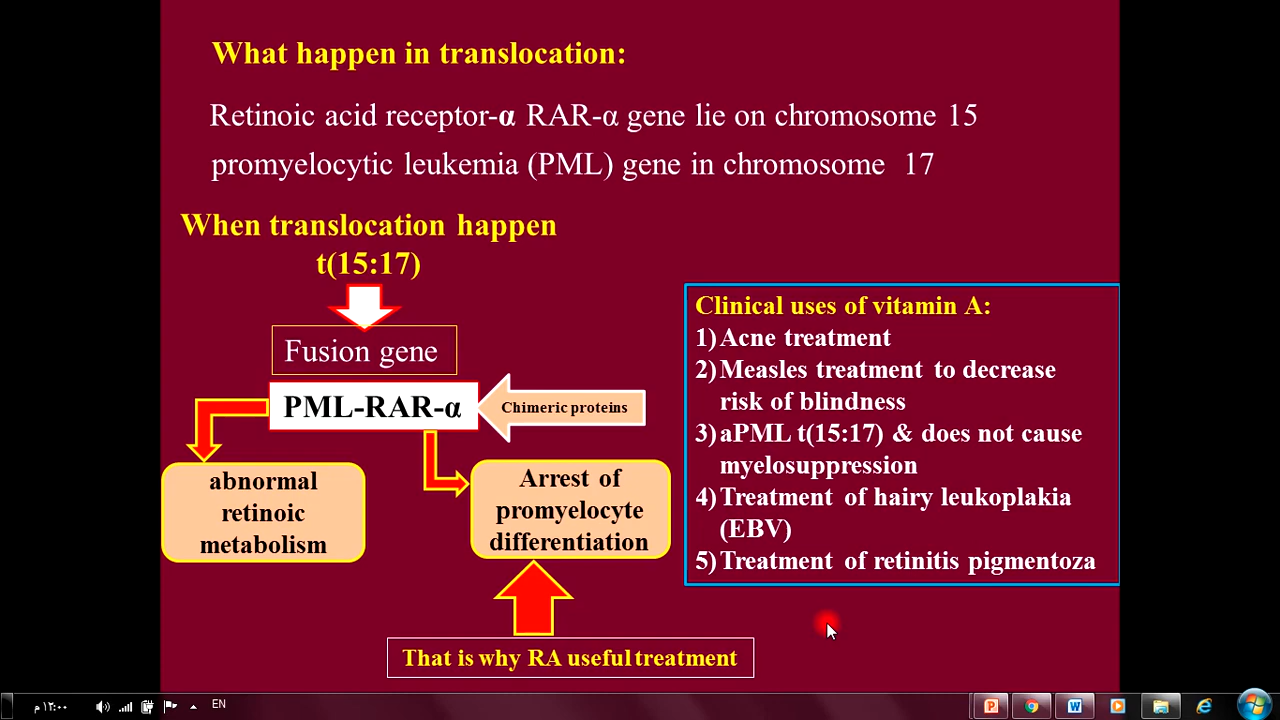 What happen in translocation:
Retinoic acid receptor-α RAR-α gene lie on chromosome 15
promyelocytic leukemia (PML) gene in chromosome 17
When translocation happen
t(15:17)
Fusion gene
PML-RAR-α
Chimeric proteins
abnormal
retinoic
metabolism
Arrest of
promyelocyte
differentiation
That is why RA useful treatment
Clinical uses of vitamin A:
1) Acne treatment
2) Measles treatment to decrease
risk of blindness
3) aPML t(15:17) & does not cause
myelosuppression
4) Treatment of hairy leukoplakia
(EBV)
5) Treatment of retinitis pigmentoza
١٢:٠٠ م
EN